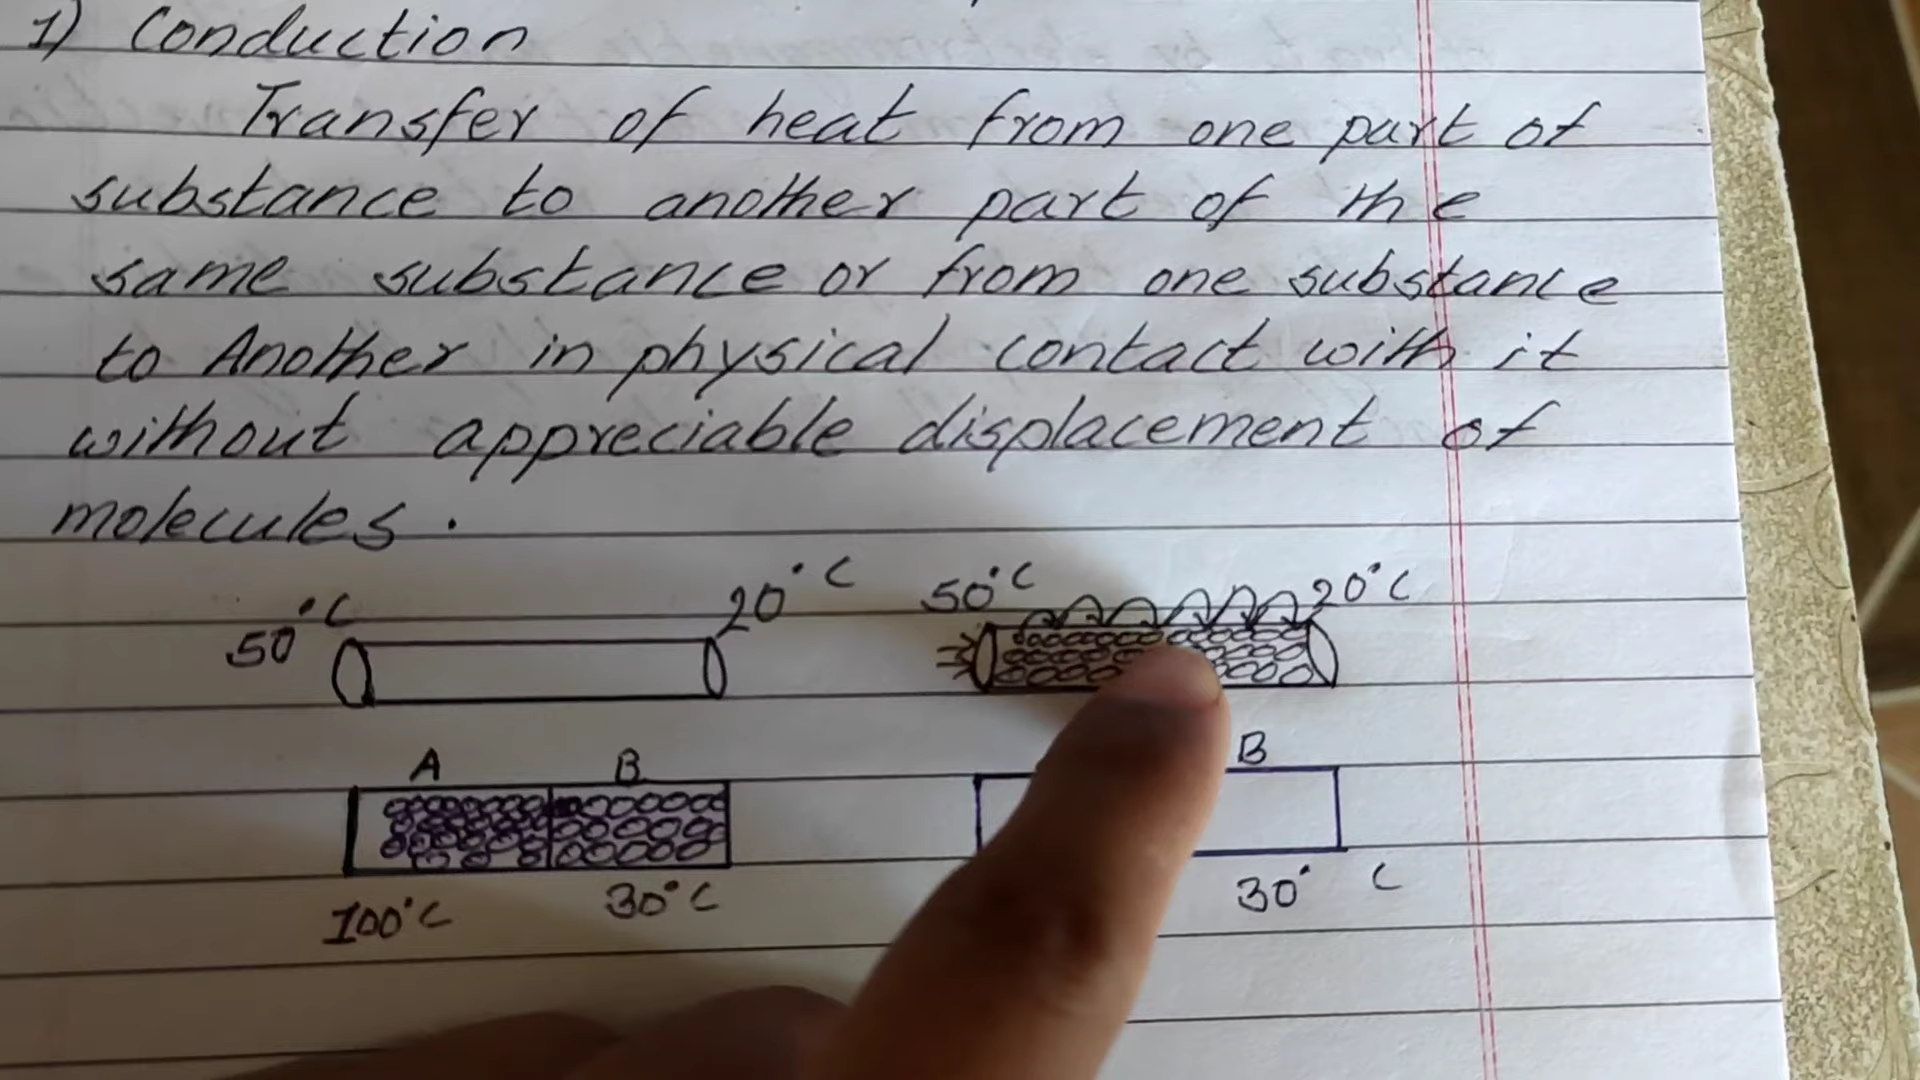 1) Conduction
Transfer of heat from one part of
substance to another part of the
same substance or from one substance
to Another in physical contact with it
without appreciable displacement of
molecules.
50°C 20°C 50°C 20°C
A B B
100°C 30°C 30° C